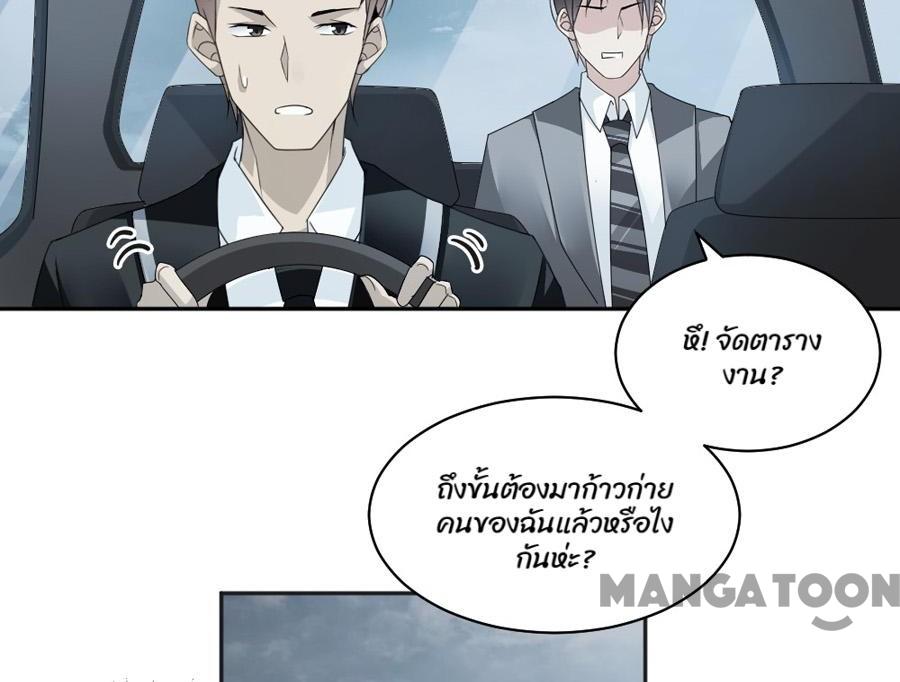 หึ! จัดตาราง
งาน?
ถึงขั้นต้องมาก้าวก่าย
คนของฉันแล้วหรือไง
กันห่ะ?
MANGATOON